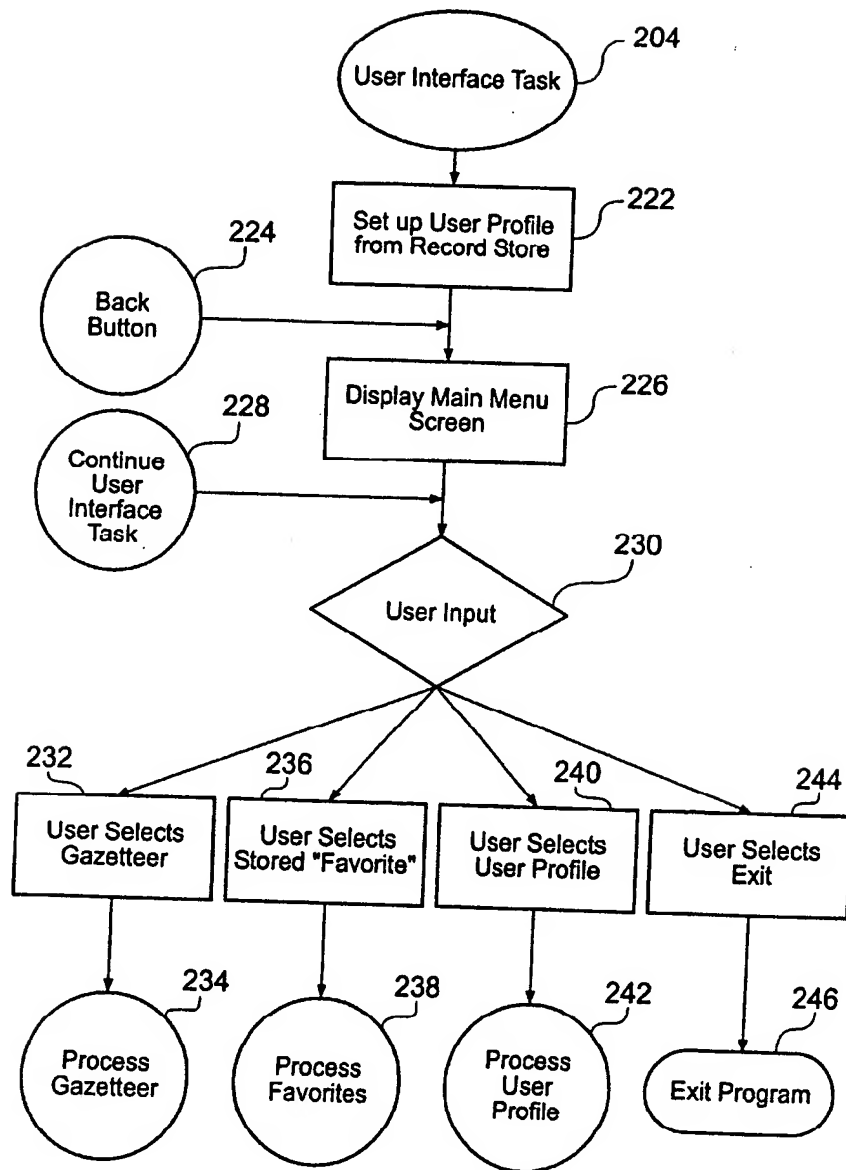 204
User Interface Task
222
Set up User Profile
from Record Store
224
Back
Button
226
Display Main Menu
Screen
228
Continue
User
Interface
Task
230
User Input
232
User Selects
Gazetteer
236
User Selects
Stored "Favorite"
240
User Selects
User Profile
244
User Selects
Exit
234
Process
Gazetteer
238
Process
Favorites
242
Process
User
Profile
246
Exit Program